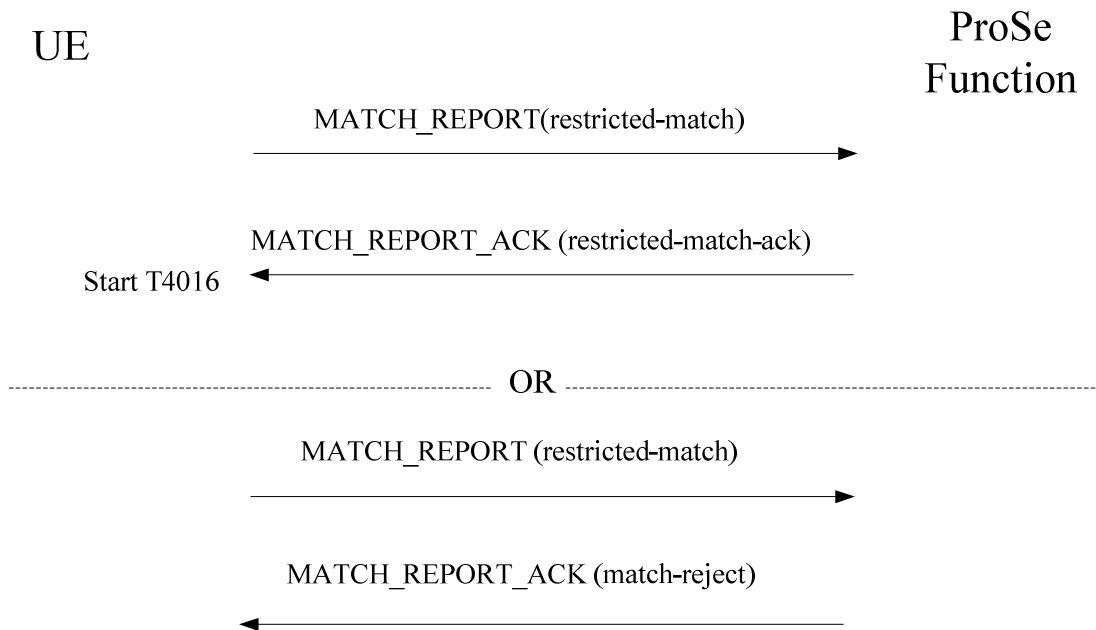 UE
ProSe
Function
MATCH_REPORT(restricted-match)
MATCH_REPORT_ACK (restricted-match-ack)
Start T4016
OR
MATCH_REPORT (restricted-match)
MATCH_REPORT_ACK (match-reject)